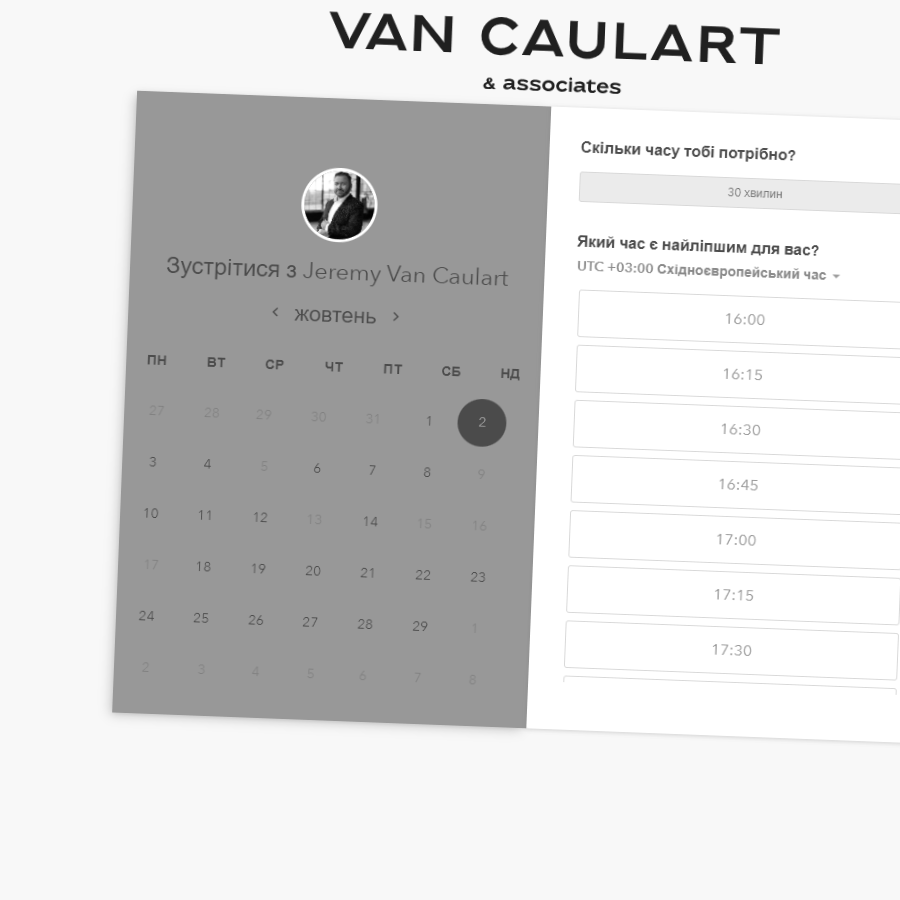 VAN CAULART
& associates
Зустрітися з Jeremy Van Caulart
жовтень
ПН ВТ СР ЧТ ПТ СБ НД
27 28 29 30 31 1 2
3 4 5 6 7 8 9
10 11 12 13 14 15 16
17 18 19 20 21 22 23
24 25 26 27 28 29 1
2 3 4 5 6 7 8
Скільки часу тобі потрібно?
30 хвилин
Який час є найліпшим для вас?
UTC +03:00 Східноєвропейський час
16:00
16:15
16:30
16:45
17:00
17:15
17:30